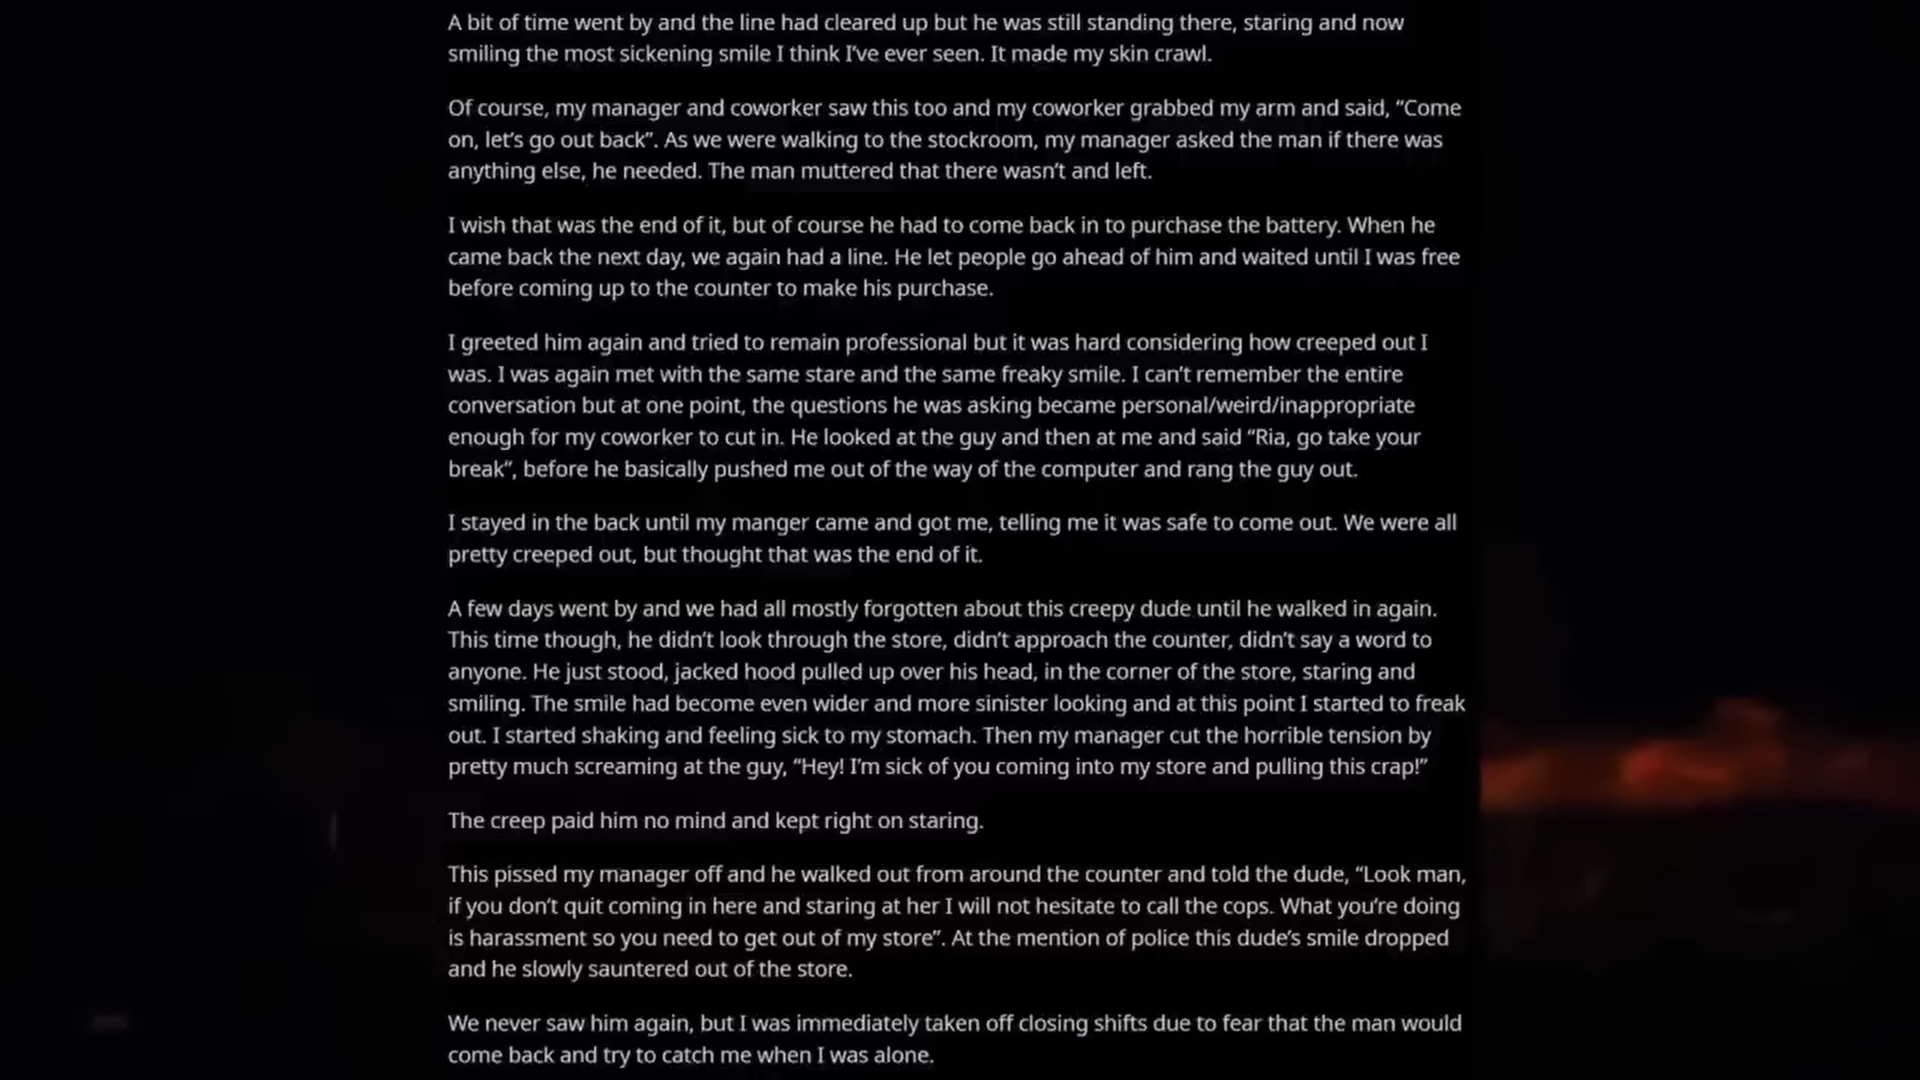 A bit of time went by and the line had cleared up but he was still standing there, staring and now
smiling the most sickening smile I think I’ve ever seen. It made my skin crawl.
Of course, my manager and coworker saw this too and my coworker grabbed my arm and said, “Come
on, let’s go out back”. As we were walking to the stockroom, my manager asked the man if there was
anything else, he needed. The man muttered that there wasn’t and left.
I wish that was the end of it, but of course he had to come back in to purchase the battery. When he
came back the next day, we again had a line. He let people go ahead of him and waited until I was free
before coming up to the counter to make his purchase.
I greeted him again and tried to remain professional but it was hard considering how creeped out I
was. I was again met with the same stare and the same freaky smile. I can’t remember the entire
conversation but at one point, the questions he was asking became personal/weird/inappropriate
enough for my coworker to cut in. He looked at the guy and then at me and said “Ria, go take your
break”, before he basically pushed me out of the way of the computer and rang the guy out.
I stayed in the back until my manger came and got me, telling me it was safe to come out. We were all
pretty creeped out, but thought that was the end of it.
A few days went by and we had all mostly forgotten about this creepy dude until he walked in again.
This time though, he didn’t look through the store, didn’t approach the counter, didn’t say a word to
anyone. He just stood, jacked hood pulled up over his head, in the corner of the store, staring and
smiling. The smile had become even wider and more sinister looking and at this point I started to freak
out. I started shaking and feeling sick to my stomach. Then my manager cut the horrible tension by
pretty much screaming at the guy, “Hey! I’m sick of you coming into my store and pulling this crap!”
The creep paid him no mind and kept right on staring.
This pissed my manager off and he walked out from around the counter and told the dude, “Look man,
if you don’t quit coming in here and staring at her I will not hesitate to call the cops. What you’re doing
is harassment so you need to get out of my store”. At the mention of police this dude’s smile dropped
and he slowly sauntered out of the store.
We never saw him again, but I was immediately taken off closing shifts due to fear that the man would
come back and try to catch me when I was alone.